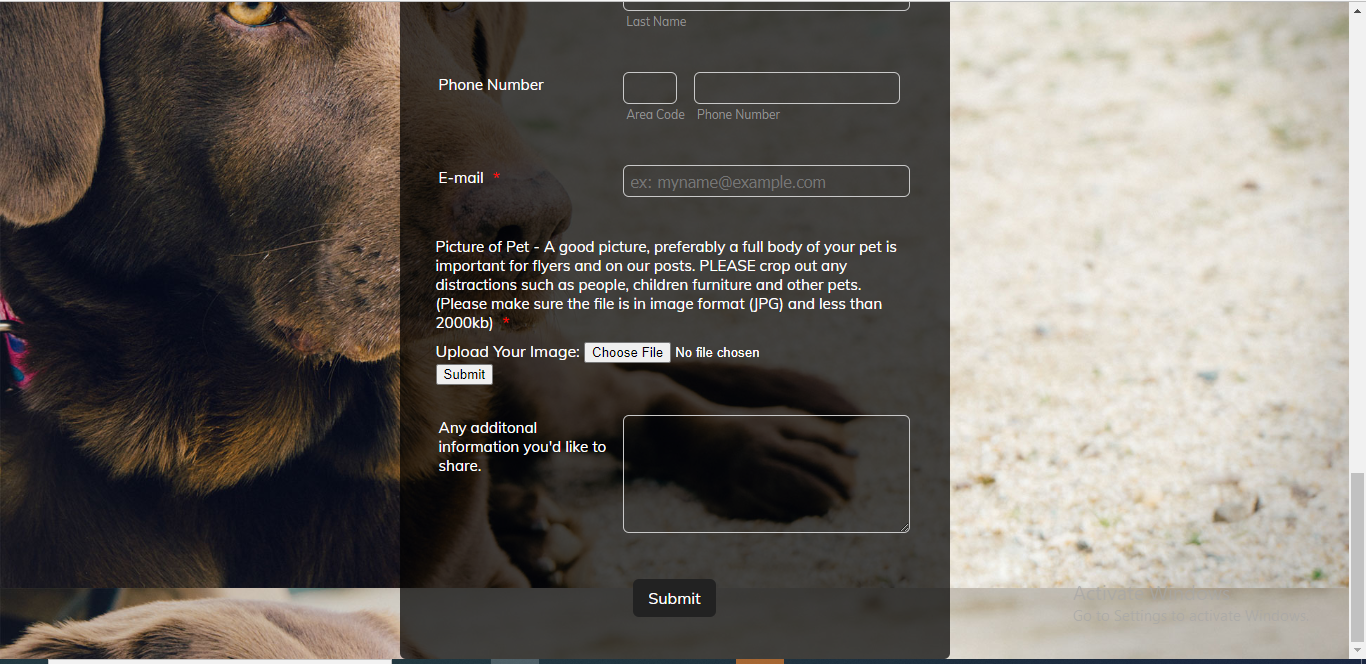 Last Name
Phone Number
Area Code Phone Number
E-mail *
ex: myname@example.com
Picture of Pet - A good picture, preferably a full body of your pet is
important for flyers and on our posts. PLEASE crop out any
distractions such as people, children furniture and other pets.
(Please make sure the file is in image format (JPG) and less than
2000kb) *
Upload Your Image: Choose File No file chosen
Submit
Any additonal
information you'd like to
share.
Submit
Activate Windows
Go to Settings to activate Windows.